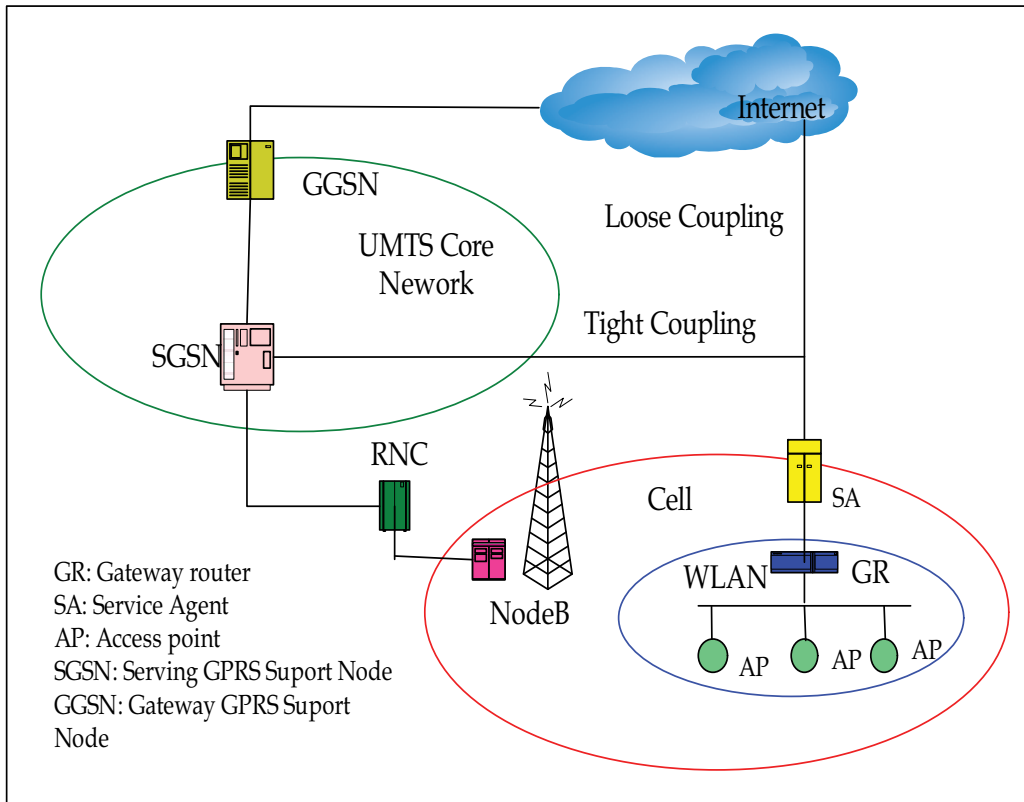 Internet
GGSN
Loose Coupling
UMTS Core
Nework
Tight Coupling
SGSN
RNC
Cell
SA
WLAN
GR
NodeB
AP
AP
AP
GR: Gateway router
SA: Service Agent
AP: Access point
SGSN: Serving GPRS Suport Node
GGSN: Gateway GPRS Suport
Node